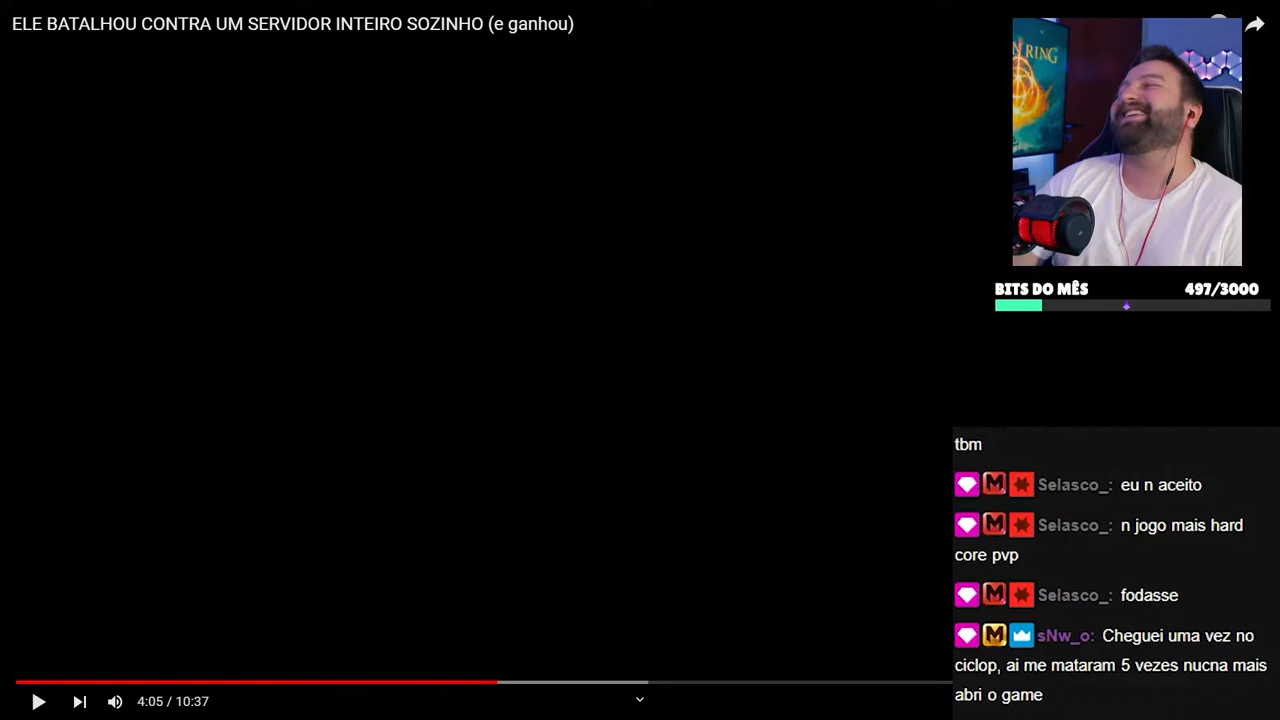 ELE BATALHOU CONTRA UM SERVIDOR INTEIRO SOZINHO (e ganhou)
N RING
BITS DO MÊS 497/3000
tbm
Selasco_: eu n aceito
Selasco_: n jogo mais hard
core pvp
Selasco_: fodasse
sNw_o: Cheguei uma vez no
ciclop, ai me mataram 5 vezes nucna mais
abri o game
4:05 / 10:37